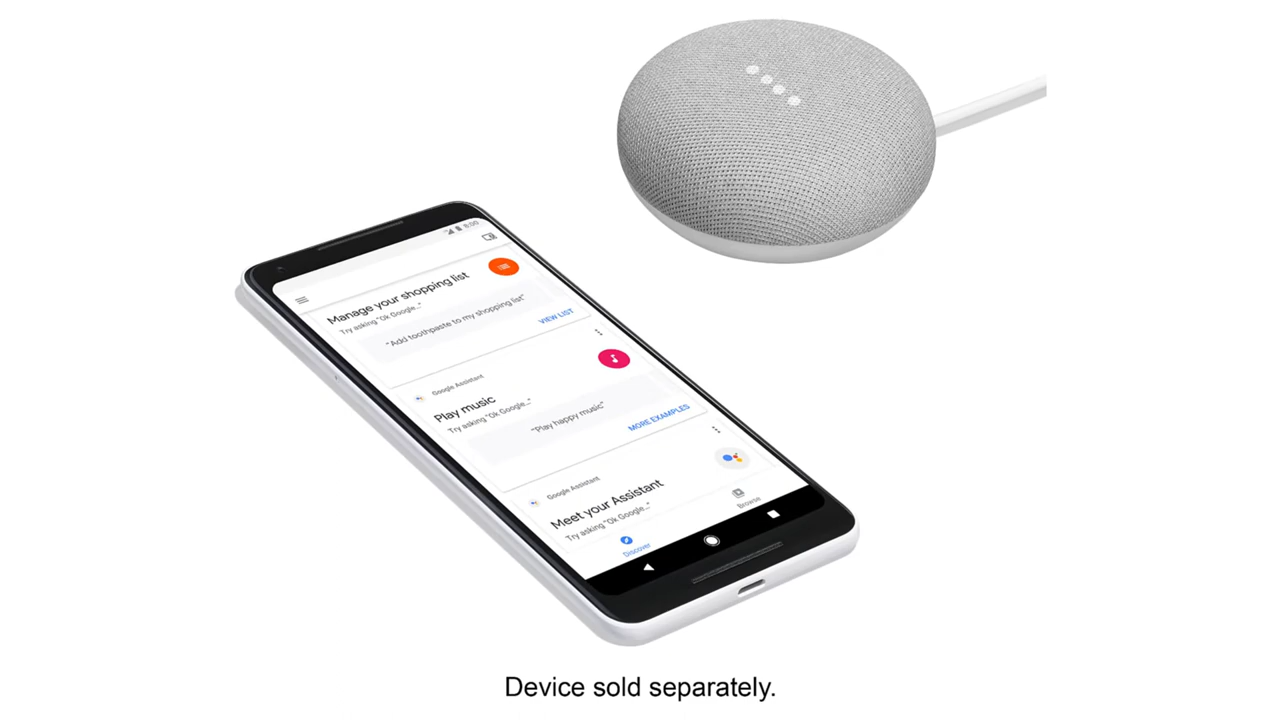 8:00
Manage your shopping list
Try asking "Ok Google..."
"Add toothpaste to my shopping list"
VIEW LIST
Google Assistant
Play music
Try asking "Ok Google..."
"Play happy music"
MORE EXAMPLES
Google Assistant
Meet your Assistant
Try asking "Ok Google..."
Discover
Browse
Device sold separately.